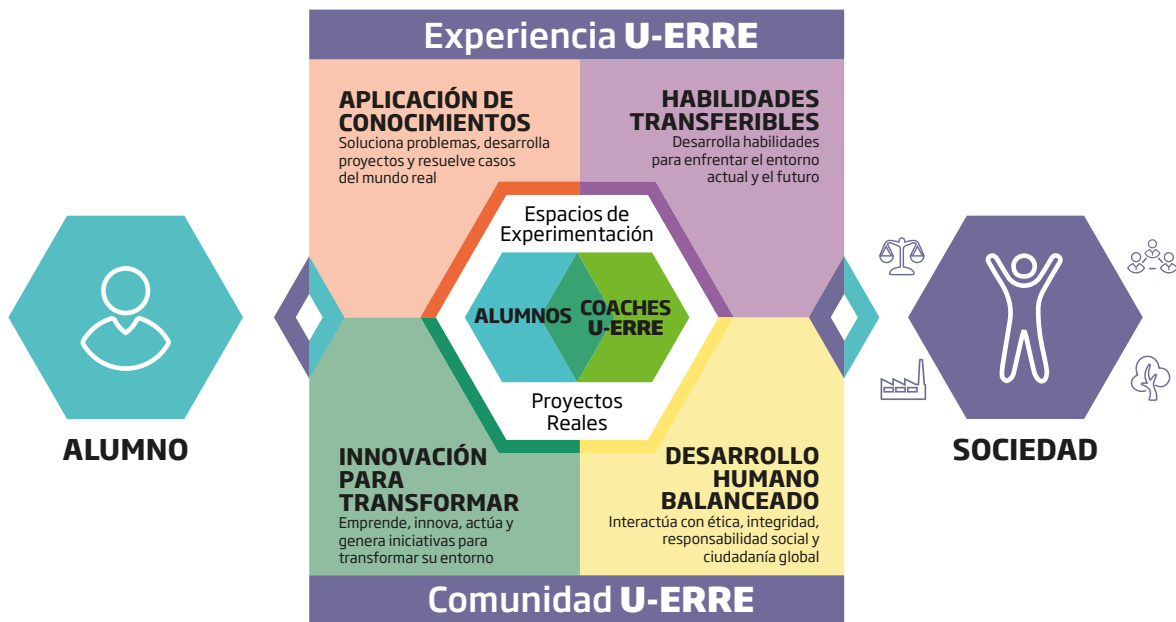 Experiencia U-ERRE
APLICACIÓN DE
CONOCIMIENTOS
Soluciona problemas, desarrolla
proyectos y resuelve casos
del mundo real
HABILIDADES
TRANSFERIBLES
Desarrolla habilidades
para enfrentar el entorno
actual y el futuro
Espacios de
Experimentación
ALUMNOS
COACHES
U-ERRE
Proyectos
Reales
ALUMNO
SOCIEDAD
INNOVACIÓN
PARA
TRANSFORMAR
Emprende, innova, actúa y
genera iniciativas para
transformar su entorno
DESARROLLO
HUMANO
BALANCEADO
Interactúa con ética, integridad,
responsabilidad social y
ciudadanía global
Comunidad U-ERRE